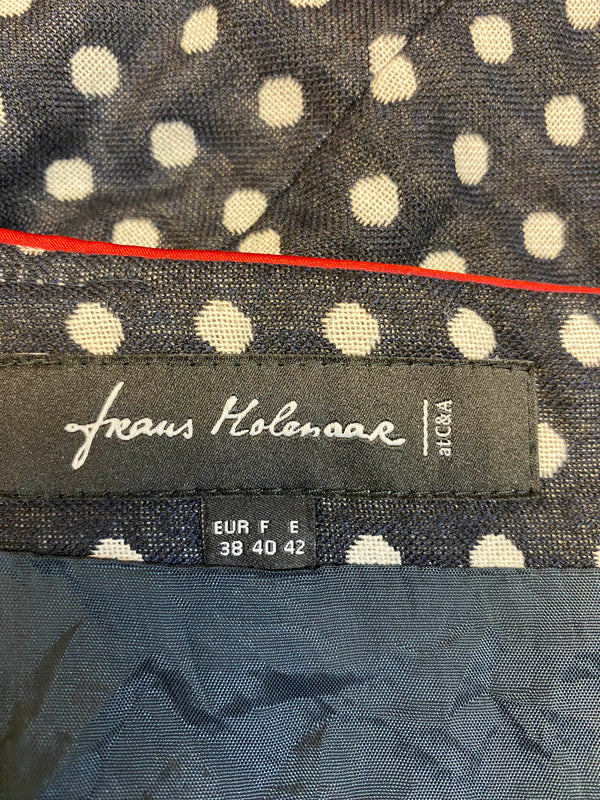 frans Molenaar
at C&A
EUR F E
38 40 42